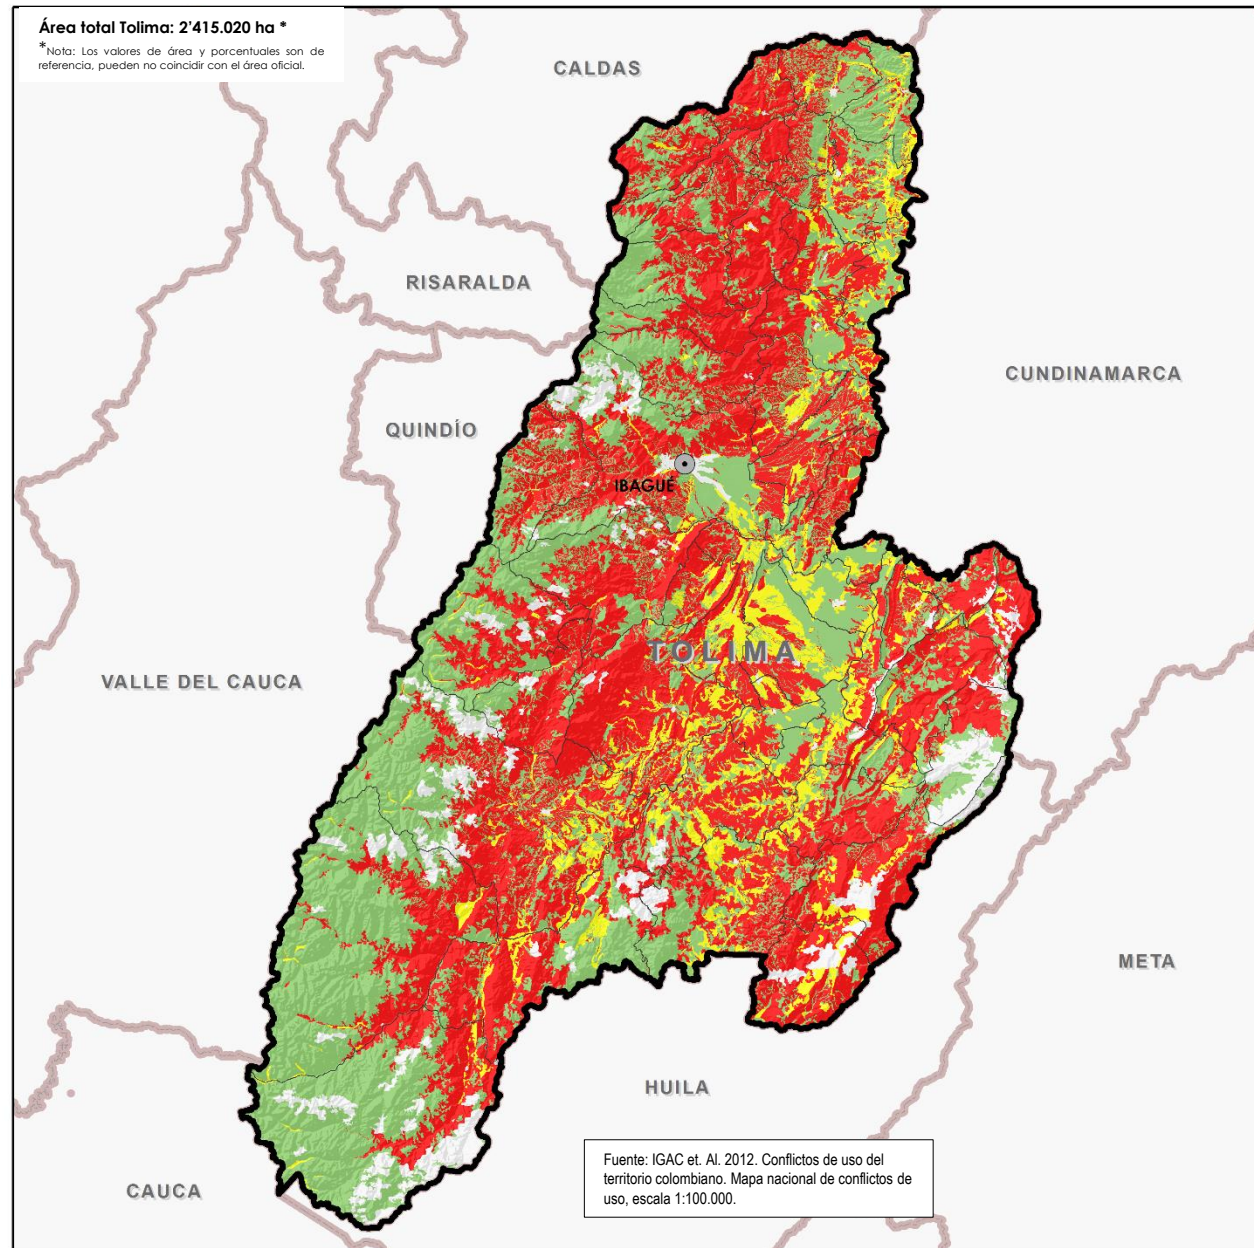 Área total Tolima: 2’415.020 ha *
*Nota: Los valores de área y porcentuales son de
referencia, pueden no coincidir con el área oficial.
CALDAS
RISARALDA
CUNDINAMARCA
QUINDÍO
IBAGUÉ
TOLIMA
VALLE DEL CAUCA
META
HUILA
Fuente: IGAC et. Al. 2012. Conflictos de uso del
territorio colombiano. Mapa nacional de conflictos de
uso, escala 1:100.000.
CAUCA